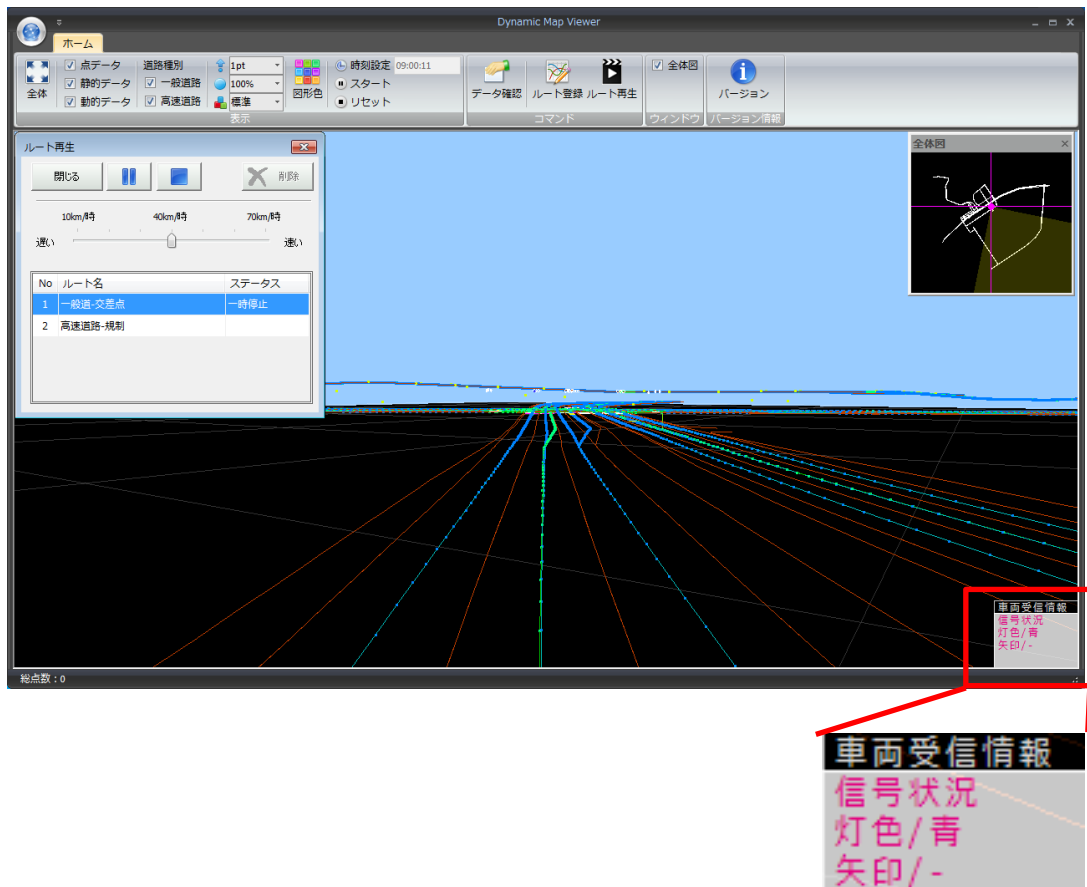 Dynamic Map Viewer
ホーム
全体
点データ
静的データ
動的データ
道路種別
一般道路
高速道路
1pt
100%
標準
図形色
時刻設定 09:00:11
スタート
リセット
表示
データ確認
ルート登録
ルート再生
コマンド
全体図
ウィンドウ
バージョン
バージョン情報
ルート再生
閉じる
削除
10km/時 40km/時 70km/時
遅い 速い
No ルート名 ステータス
1 一般道-交差点 一時停止
2 高速道路-規制
全体図
車両受信情報
信号状況
灯色/青
矢印/-
総点数:0
車両受信情報
信号状況
灯色/青
矢印/-